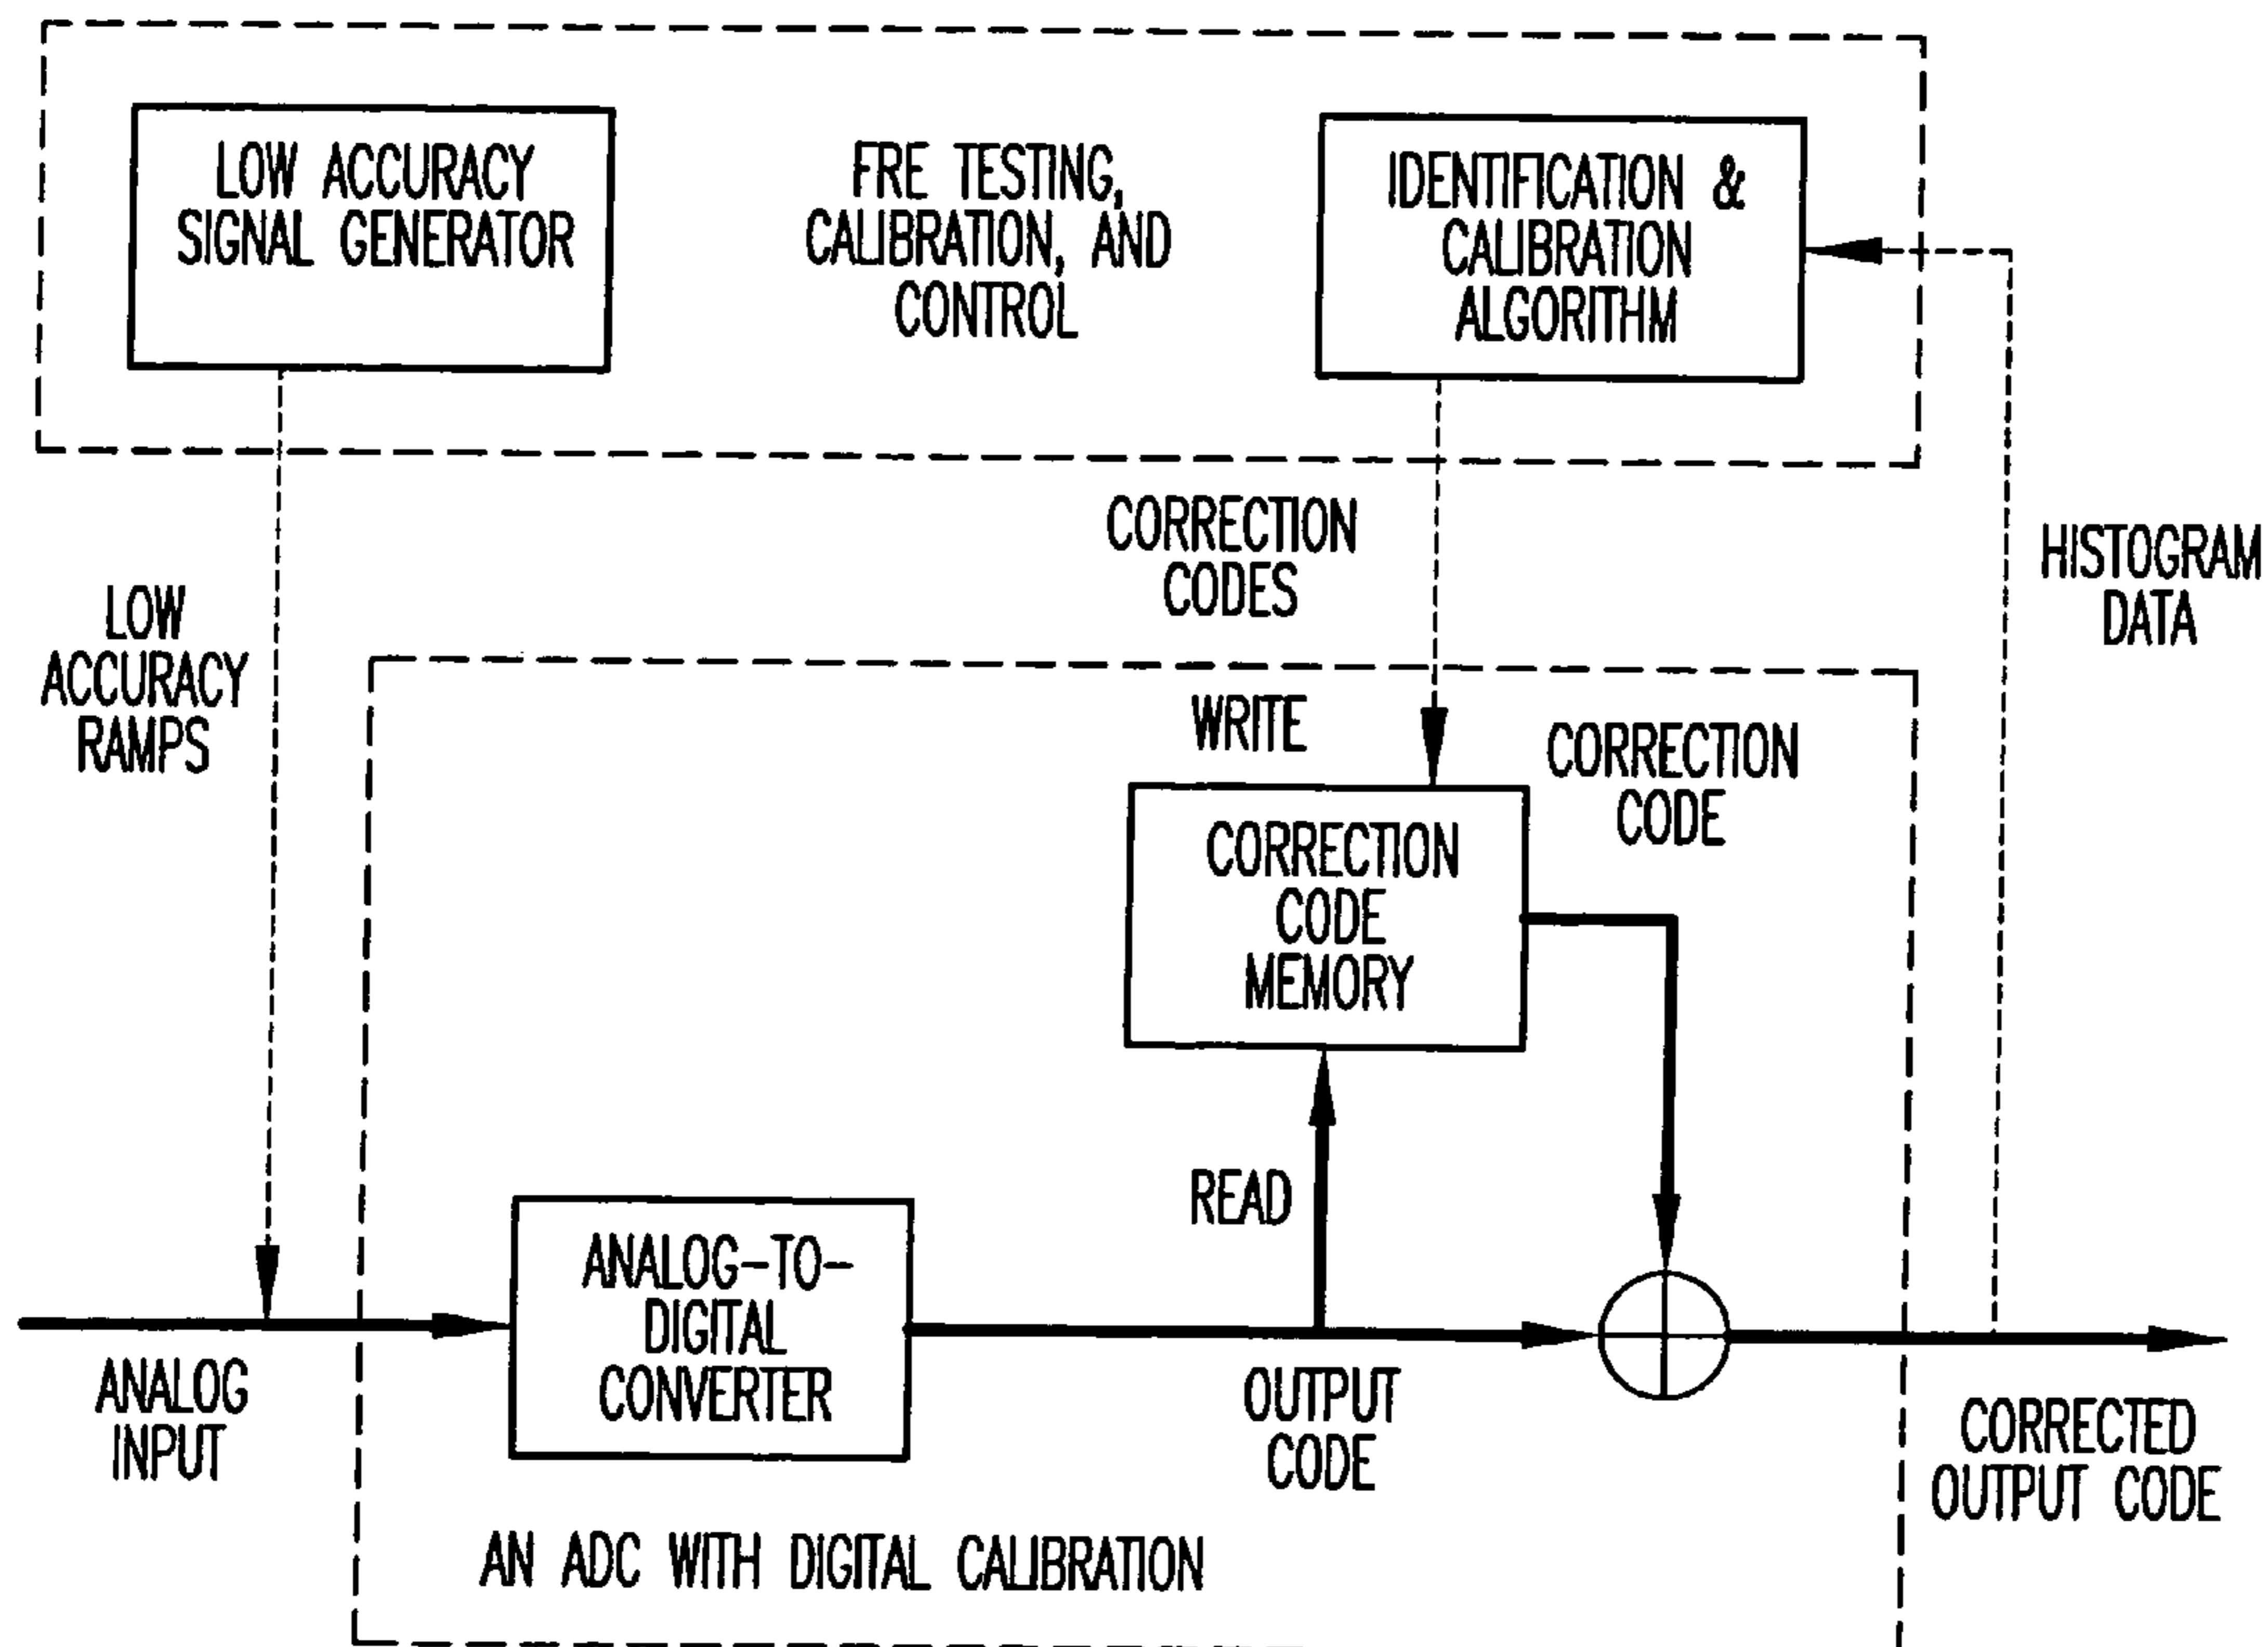 LOW ACCURACY
SIGNAL GENERATOR
FRE TESTING,
CALIBRATION, AND
CONTROL
IDENTIFICATION &
CALIBRATION
ALGORITHM
CORRECTION
CODES
HISTOGRAM
DATA
LOW
ACCURACY
RAMPS
WRITE
CORRECTION
CODE
CORRECTION
CODE
MEMORY
READ
ANALOG-TO-
DIGITAL
CONVERTER
ANALOG
INPUT
OUTPUT
CODE
CORRECTED
OUTPUT CODE
AN ADC WITH DIGITAL CALIBRATION